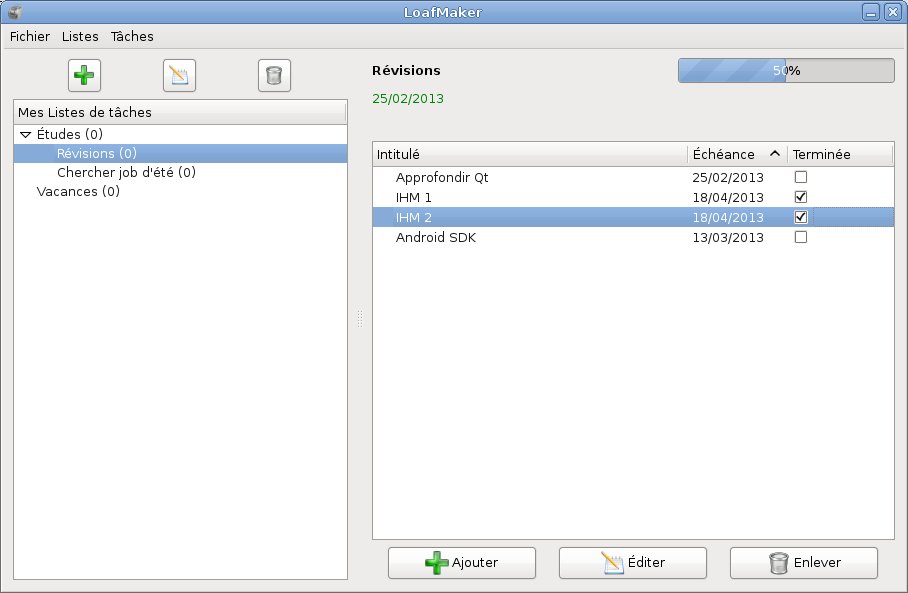 LoafMaker
Fichier Listes Tâches
Mes Listes de tâches
Études (0)
Révisions (0)
Chercher job d'été (0)
Vacances (0)
Révisions
50%
25/02/2013
Intitulé Échéance Terminée
Approfondir Qt 25/02/2013
IHM 1 18/04/2013
IHM 2 18/04/2013
Android SDK 13/03/2013
Ajouter Éditer Enlever